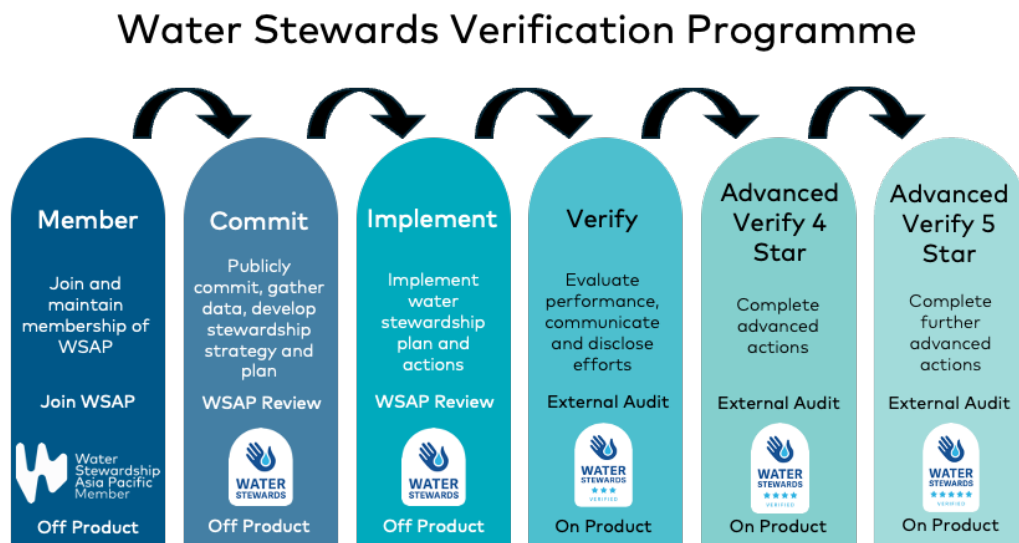 Water Stewards Verification Programme
Member
Join and
maintain
membership of
WSAP
Join WSAP
Water
Stewardship
Asia Pacific
Member
Off Product
Commit
Publicly
commit, gather
data, develop
stewardship
strategy and
plan
WSAP Review
WATER
STEWARDS
Off Product
Implement
Implement
water
stewardship
plan and
actions
WSAP Review
WATER
STEWARDS
Off Product
Verify
Evaluate
performance,
communicate
and disclose
efforts
External Audit
WATER
STEWARDS
VERIFIED
On Product
Advanced
Verify 4
Star
Complete
advanced
actions
External Audit
WATER
STEWARDS
VERIFIED
On Product
Advanced
Verify 5
Star
Complete
further
advanced
actions
External Audit
WATER
STEWARDS
VERIFIED
On Product